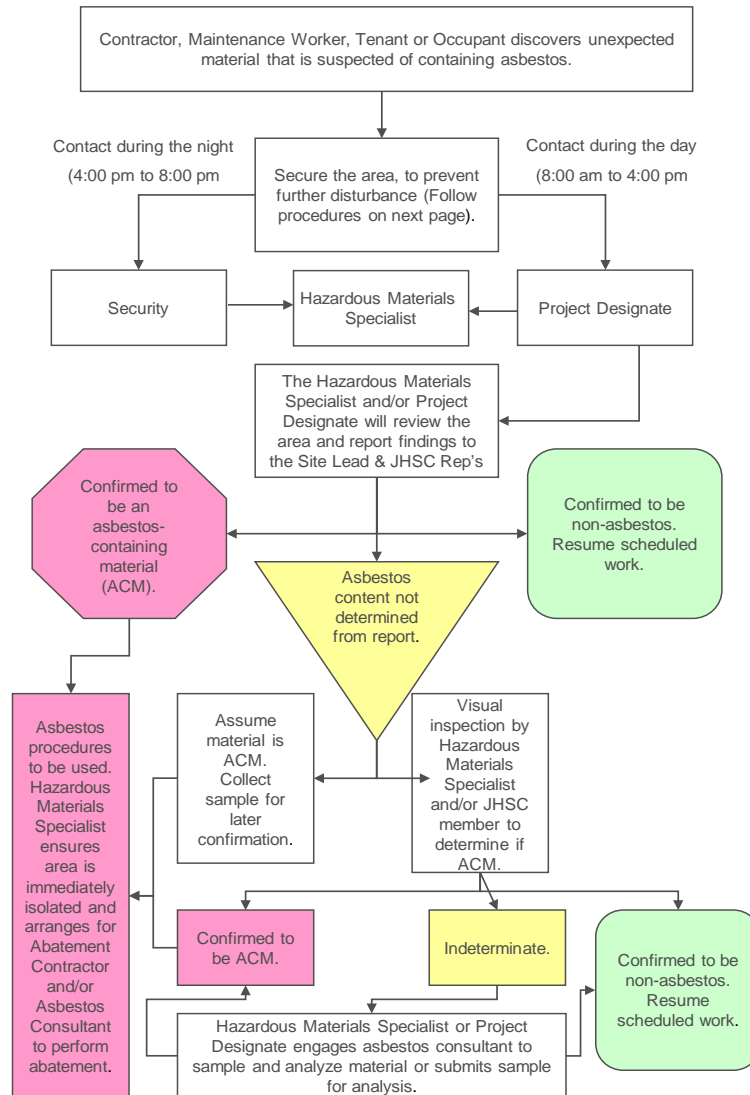 Contractor, Maintenance Worker, Tenant or Occupant discovers unexpected
material that is suspected of containing asbestos.
Contact during the night
(4:00 pm to 8:00 pm
Secure the area, to prevent
further disturbance (Follow
procedures on next page).
Contact during the day
(8:00 am to 4:00 pm
Security
Hazardous Materials
Specialist
Project Designate
The Hazardous Materials
Specialist and/or Project
Designate will review the
area and report findings to
the Site Lead & JHSC Rep's
Confirmed to
be an
asbestos-
containing
material
(ACM).
Asbestos
content not
determined
from report.
Confirmed to be
non-asbestos.
Resume scheduled
work.
Asbestos
procedures
to be used.
Hazardous
Materials
Specialist
ensures
area is
immediately
isolated and
arranges for
Abatement
Contractor
and/or
Asbestos
Consultant
to perform
abatement.
Assume
material is
ACM.
Collect
sample for
later
confirmation.
Visual
inspection by
Hazardous
Materials
Specialist
and/or JHSC
member to
determine if
ACM.
Confirmed to
be ACM.
Indeterminate.
Confirmed to be
non-asbestos.
Resume
scheduled work.
Hazardous Materials Specialist or Project
Designate engages asbestos consultant to
sample and analyze material or submits sample
for analysis.